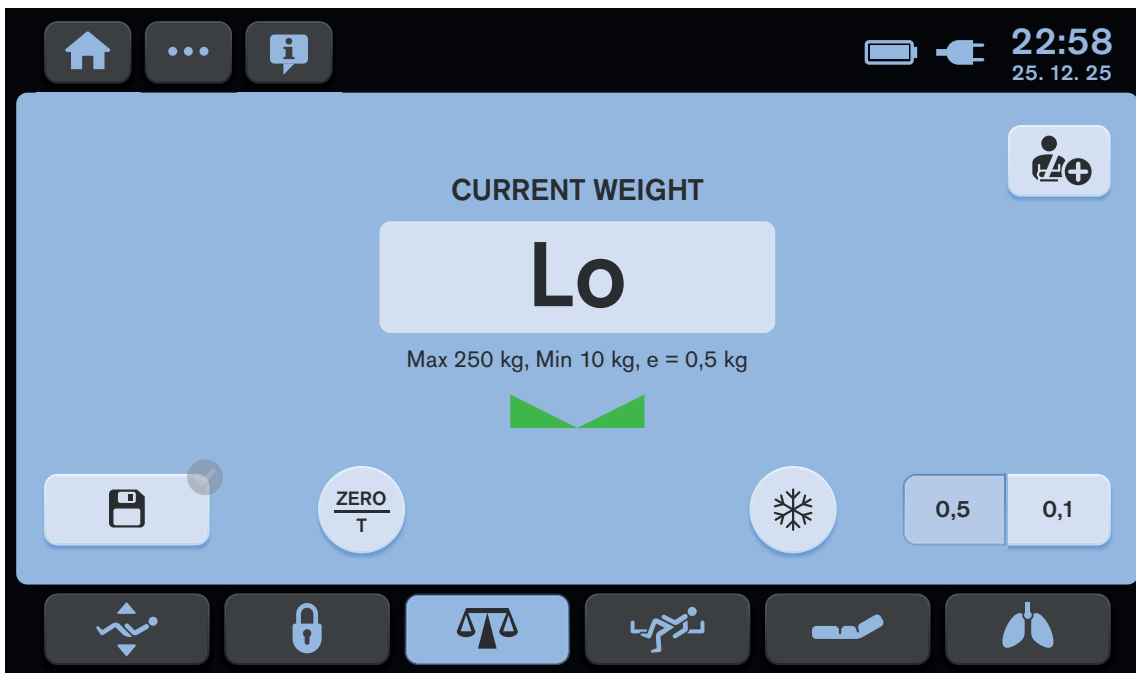 22:58
25. 12. 25
CURRENT WEIGHT
Lo
Max 250 kg, Min 10 kg, e = 0,5 kg
ZERO
T
0,5
0,1